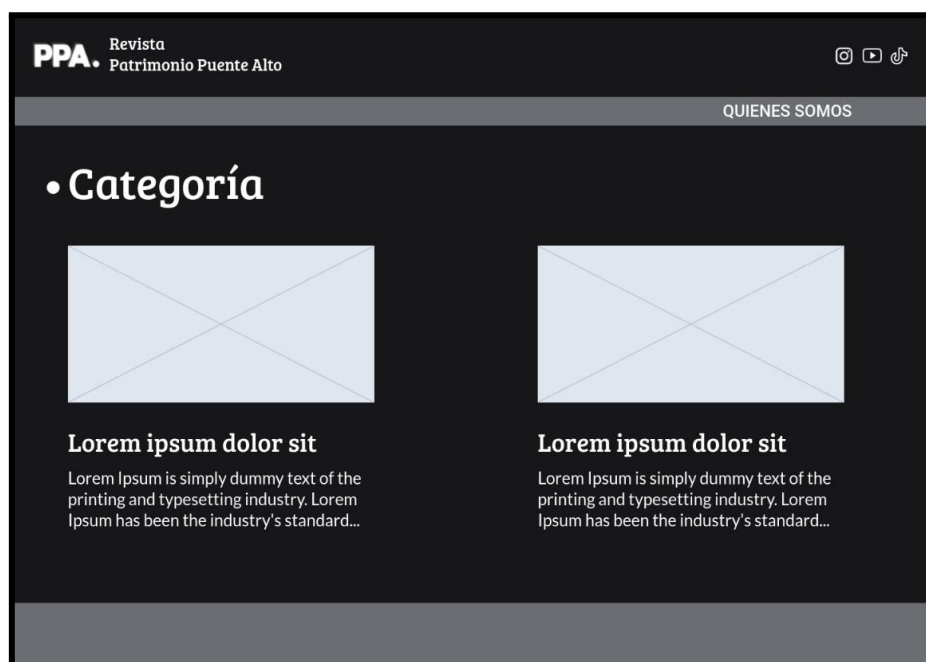 PPA.
Revista
Patrimonio Puente Alto
QUIENES SOMOS
• Categoría
Lorem ipsum dolor sit
Lorem Ipsum is simply dummy text of the
printing and typesetting industry. Lorem
Ipsum has been the industry's standard...
Lorem ipsum dolor sit
Lorem Ipsum is simply dummy text of the
printing and typesetting industry. Lorem
Ipsum has been the industry's standard...